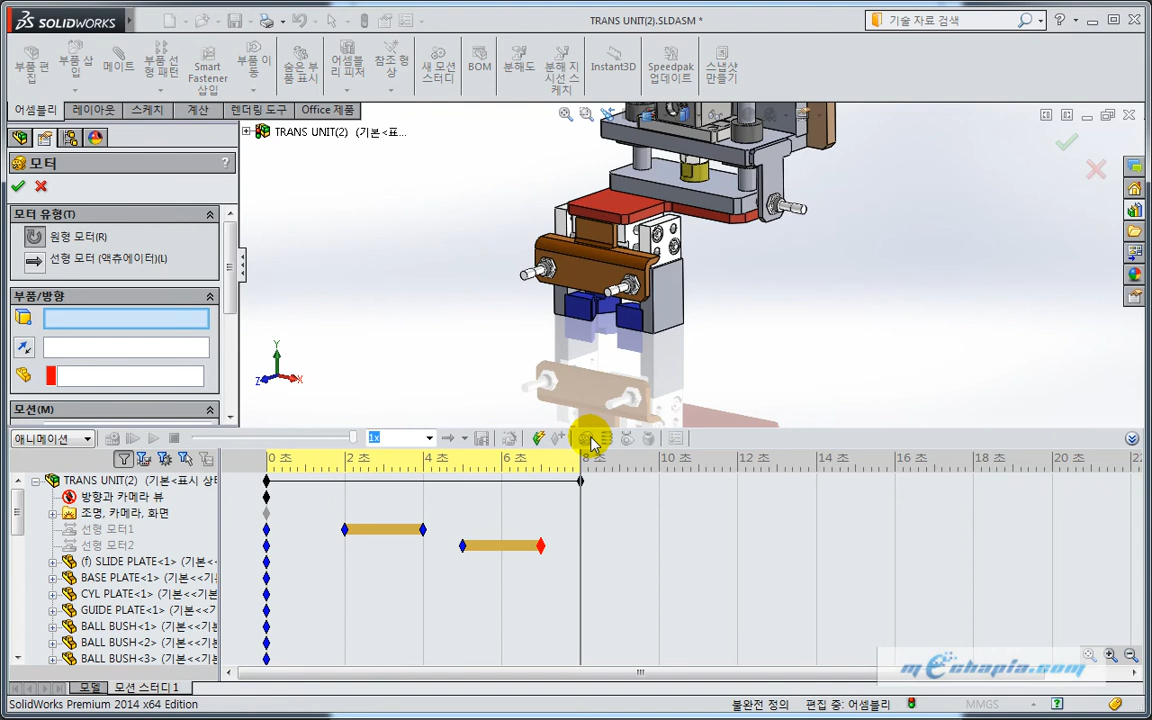 SOLIDWORKS
TRANS UNIT(2).SLDASM *
기술 자료 검색
부품 편집
부품 삽입
메이트
부품 선형 패턴
Smart Fastener 삽입
부품 이동
숨은 부품 표시
어셈블리 피처
참조 형상
새 모션 스터디
BOM
분해도
분해 지시선 스케치
Instant3D
Speedpak 업데이트
스냅샷 만들기
어셈블리 레이아웃 스케치 계산 렌더링 도구 Office 제품
TRANS UNIT(2) (기본<표...
모터
?
모터 유형(T)
원형 모터(R)
선형 모터 (액츄에이터)(L)
부품/방향
모션(M)
Y
Z X
애니메이션
1x
0 초 2 초 4 초 6 초 8 초 10 초 12 초 14 초 16 초 18 초 20 초 22
TRANS UNIT(2) (기본<표시 상태
방향과 카메라 뷰
조명, 카메라, 화면
선형 모터1
선형 모터2
(f) SLIDE PLATE<1> (기본<
BASE PLATE<1> (기본<<기
CYL PLATE<1> (기본<<기
GUIDE PLATE<1> (기본<<
BALL BUSH<1> (기본<<기
BALL BUSH<2> (기본<<기
BALL BUSH<3> (기본<<기
mEchapia.com
모델 모션 스터디 1
SolidWorks Premium 2014 x64 Edition
불완전 정의
편집 중: 어셈블리
MMGS